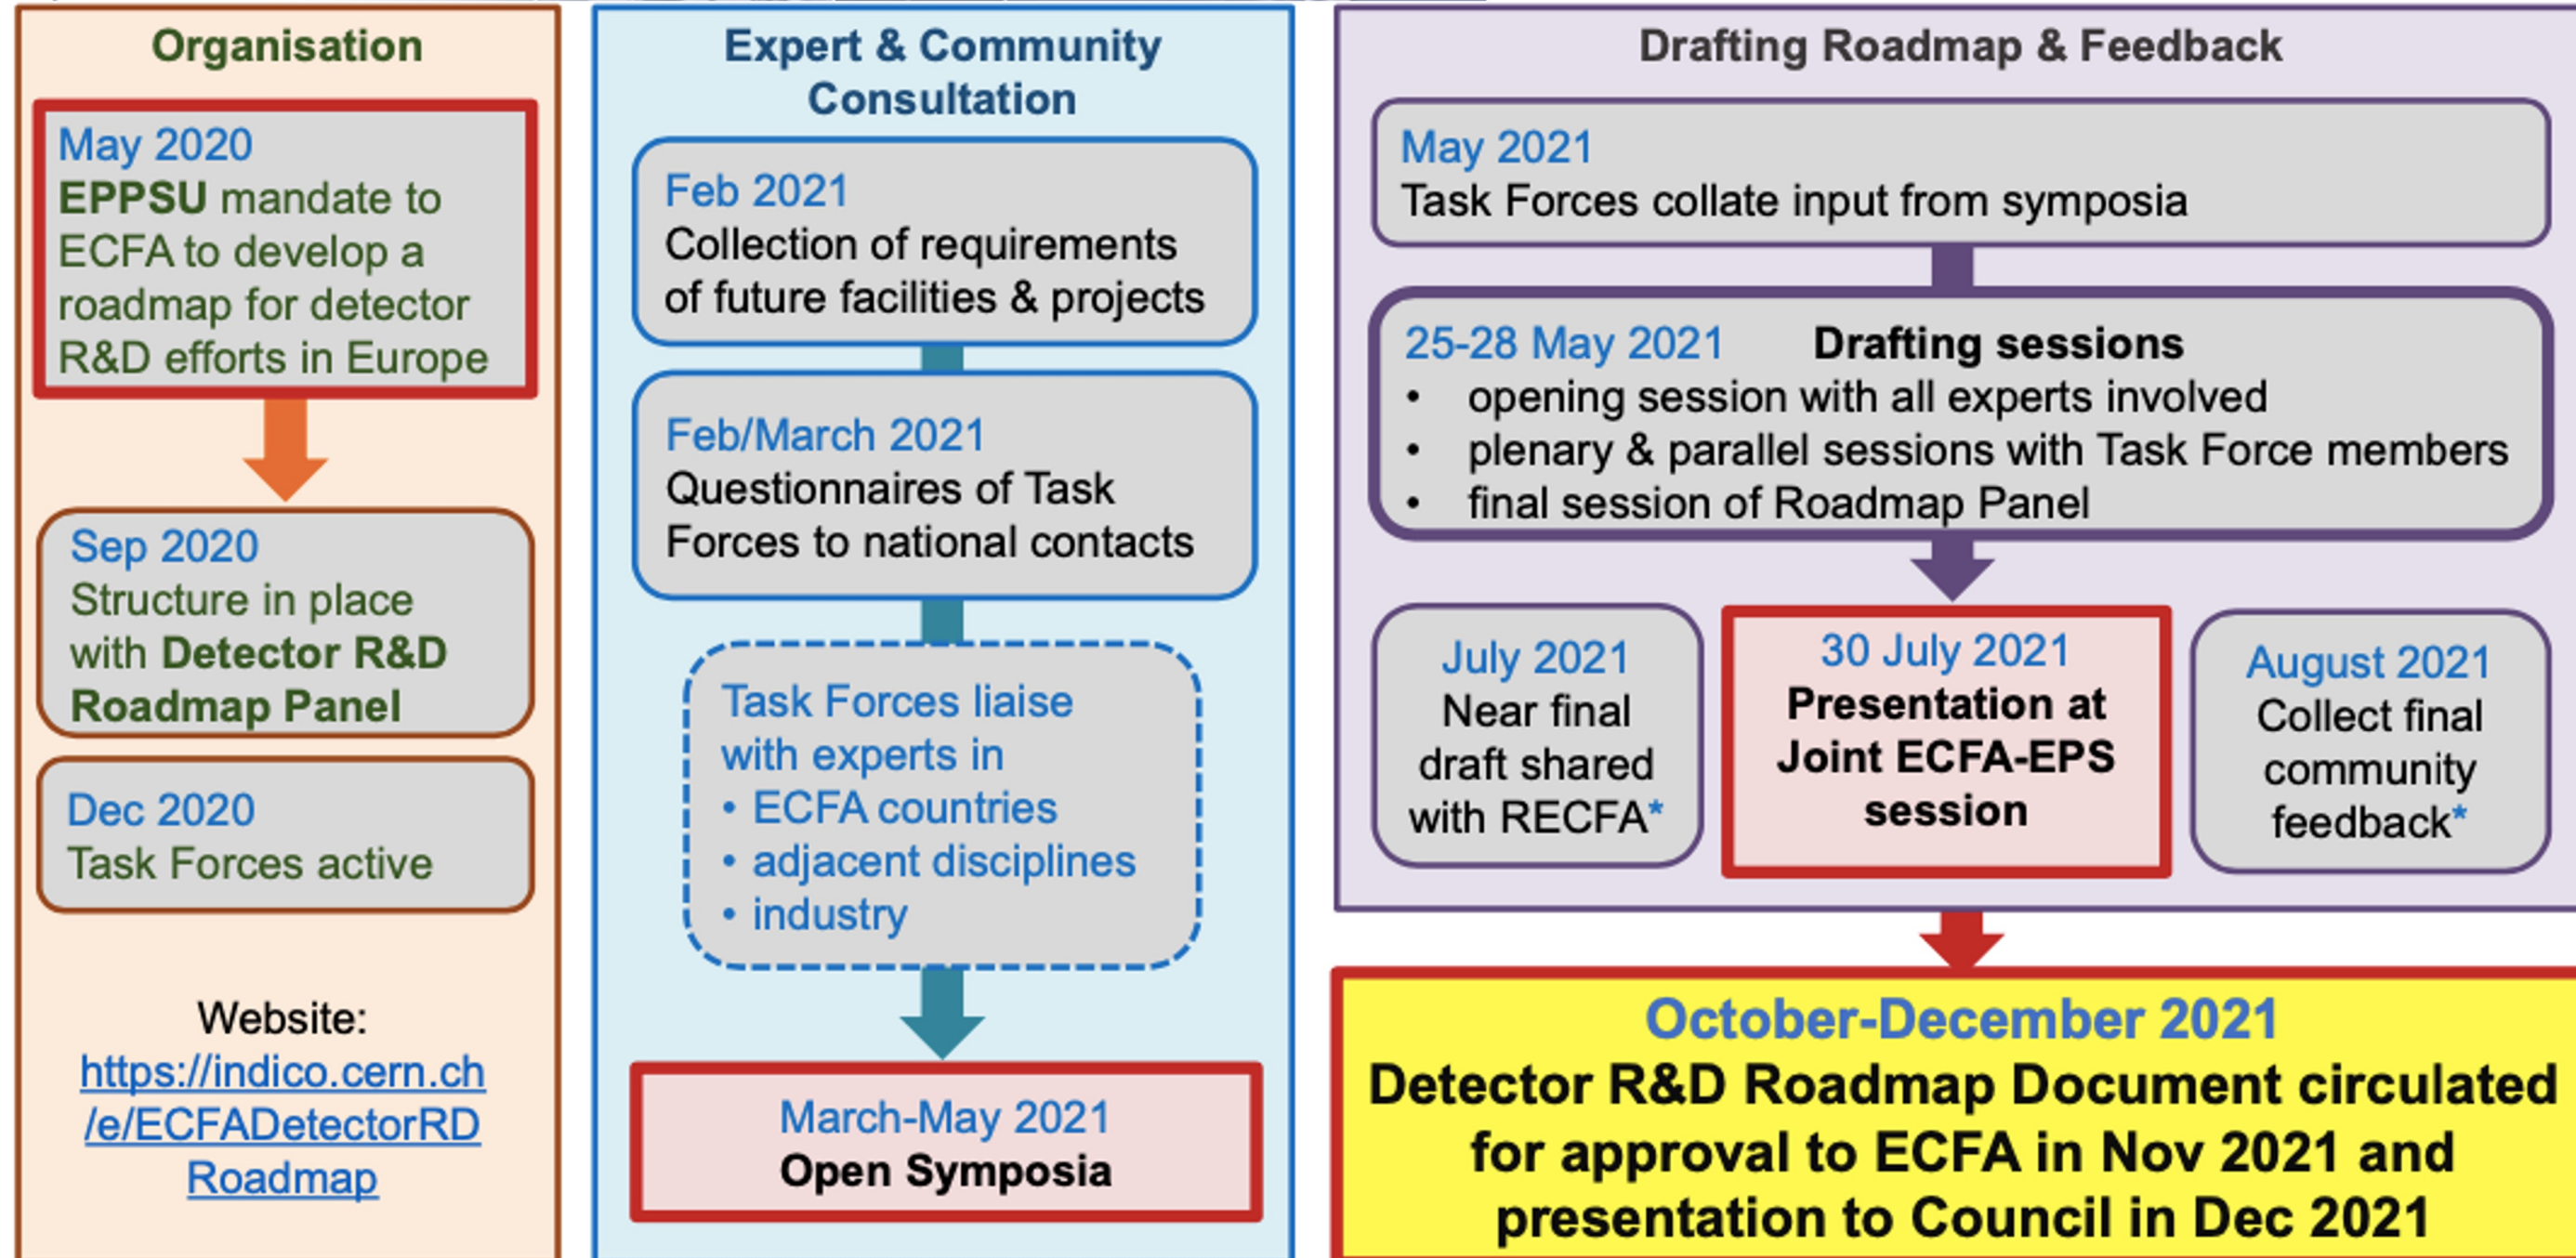 Organisation
May 2020
EPPSU mandate to
ECFA to develop a
roadmap for detector
R&D efforts in Europe
Sep 2020
Structure in place
with Detector R&D
Roadmap Panel
Dec 2020
Task Forces active
Website:
https://indico.cern.ch
/e/ECFADetectorRD
Roadmap
Expert & Community
Consultation
Feb 2021
Collection of requirements
of future facilities & projects
Feb/March 2021
Questionnaires of Task
Forces to national contacts
Task Forces liaise
with experts in
• ECFA countries
• adjacent disciplines
• industry
March-May 2021
Open Symposia
Drafting Roadmap & Feedback
May 2021
Task Forces collate input from symposia
25-28 May 2021 Drafting sessions
• opening session with all experts involved
• plenary & parallel sessions with Task Force members
• final session of Roadmap Panel
July 2021
Near final
draft shared
with RECFA*
30 July 2021
Presentation at
Joint ECFA-EPS
session
August 2021
Collect final
community
feedback*
October-December 2021
Detector R&D Roadmap Document circulated
for approval to ECFA in Nov 2021 and
presentation to Council in Dec 2021